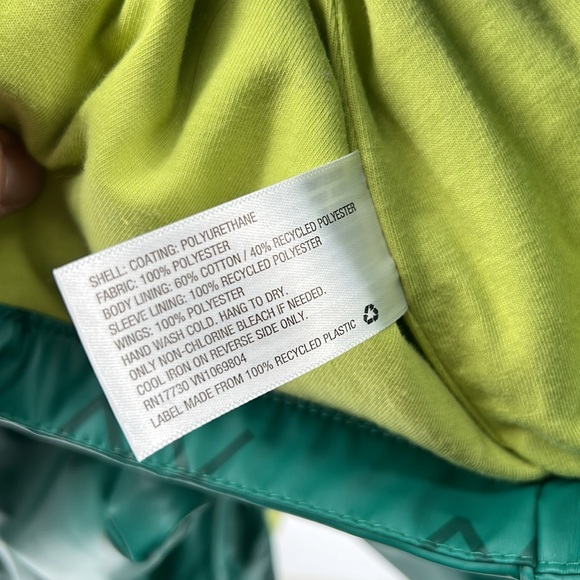 SHELL: COATING: POLYURETHANE
FABRIC: 100% POLYESTER
BODY LINING: 60% COTTON / 40% RECYCLED POLYESTER
SLEEVE LINING: 100% RECYCLED POLYESTER
WINGS: 100% POLYESTER
HAND WASH COLD. HANG TO DRY.
ONLY NON-CHLORINE BLEACH IF NEEDED.
COOL IRON ON REVERSE SIDE ONLY.
RN17730 VN1069804
LABEL MADE FROM 100% RECYCLED PLASTIC